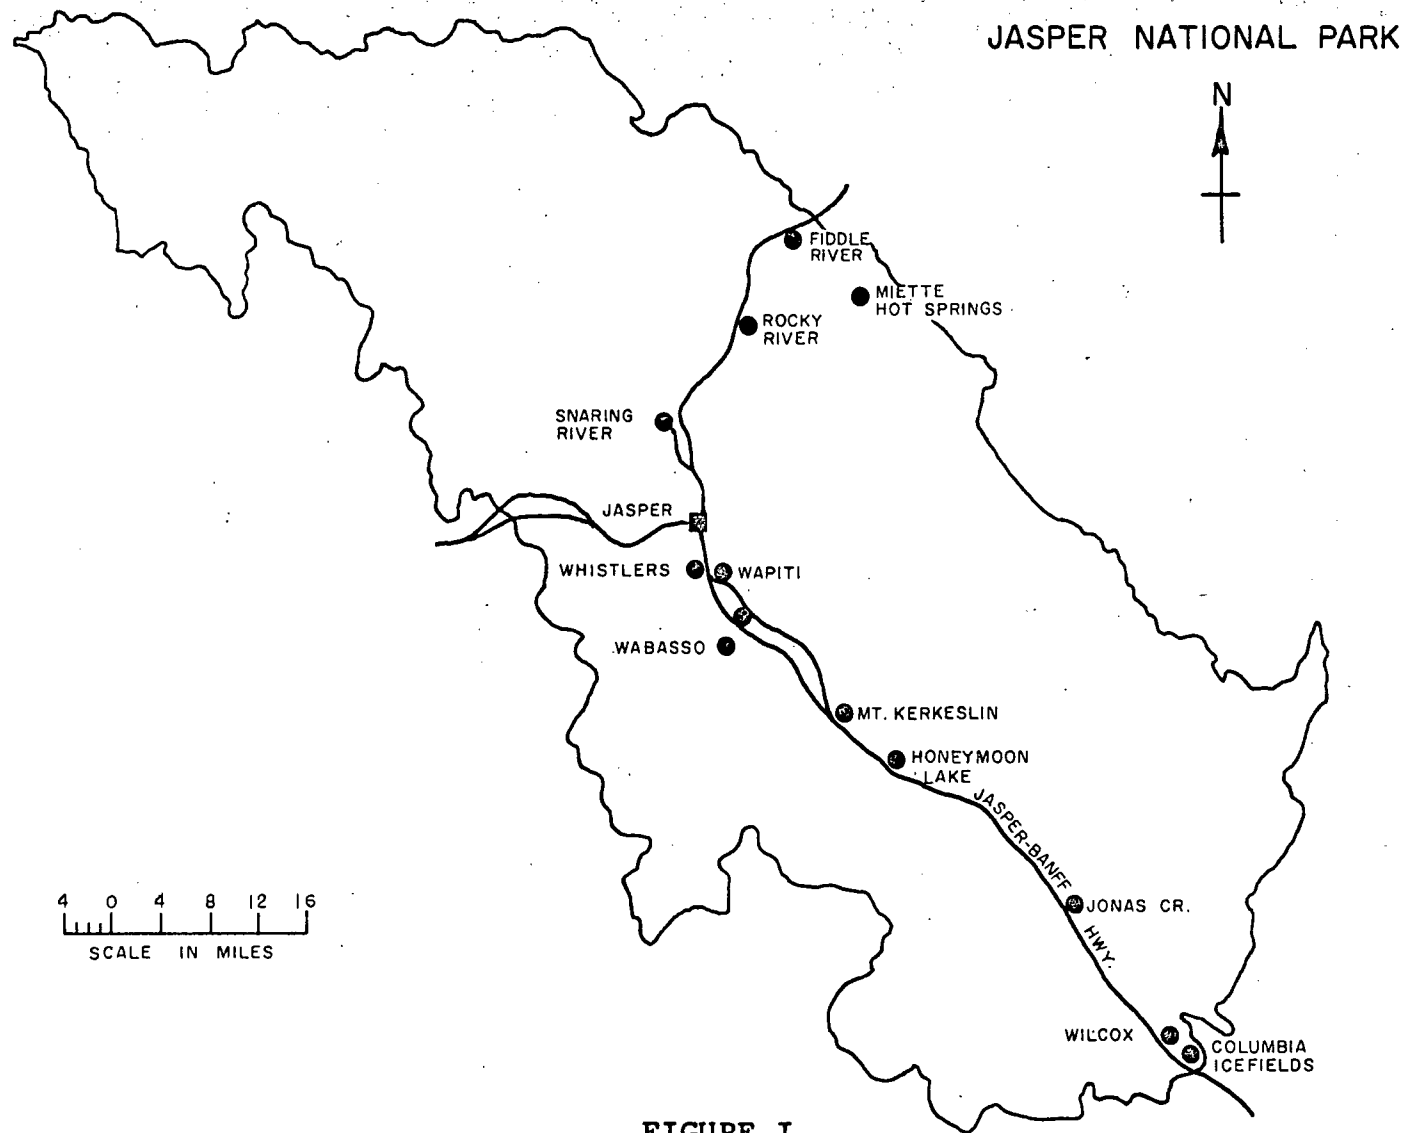 JASPER NATIONAL PARK
N
FIDDLE
RIVER
MIETTE
HOT SPRINGS
ROCKY
RIVER
SNARING
RIVER
JASPER
WHISTLERS
WAPITI
WABASSO
MT. KERKESLIN
HONEYMOON
LAKE
JASPER-BANFF
HWY.
JONAS CR.
4 0 4 8 12 16
SCALE IN MILES
WILCOX
COLUMBIA
ICEFIELDS
FIGURE I